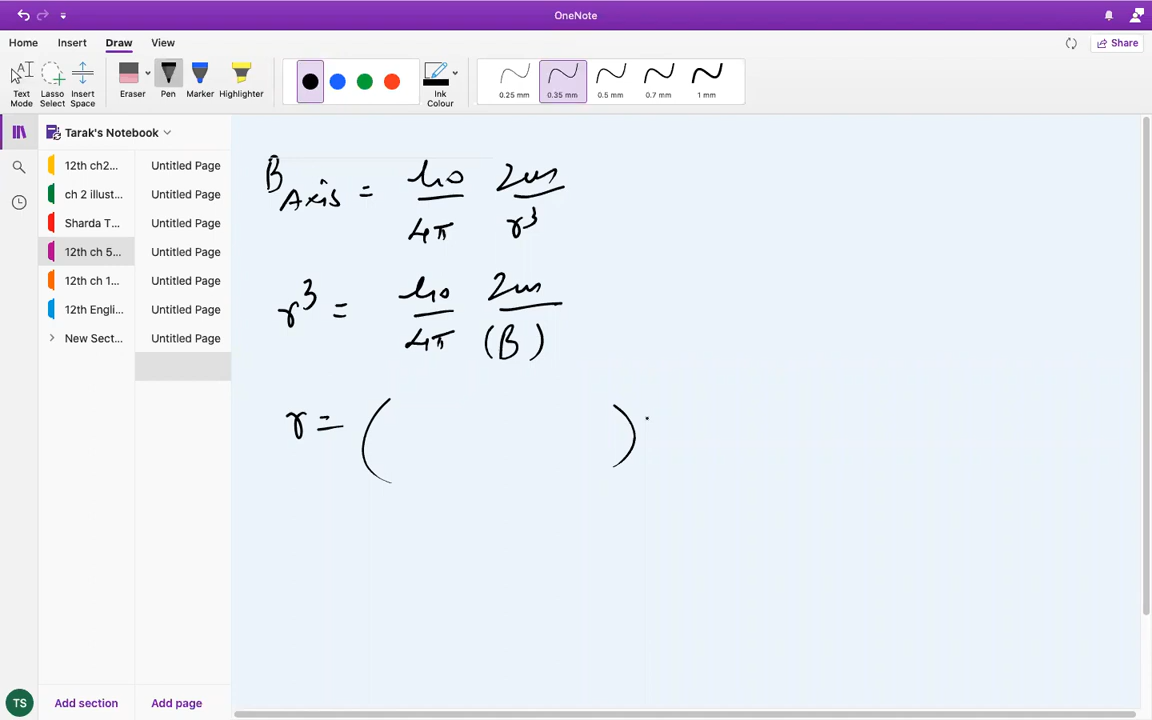 OneNote
Home Insert Draw View
Share
Text Mode
Lasso Select
Insert Space
Eraser
Pen
Marker
Highlighter
Ink Colour
0.25 mm
0.35 mm
0.5 mm
0.7 mm
1 mm
Tarak's Notebook
12th ch2... Untitled Page
ch 2 illust... Untitled Page
Sharda T... Untitled Page
12th ch 5... Untitled Page
12th ch 1... Untitled Page
12th Engli... Untitled Page
New Sect... Untitled Page
B_Axis = μ0/4π 2m/r³
r³ = μ0/4π 2m/(B)
r = ( )
TS Add section Add page